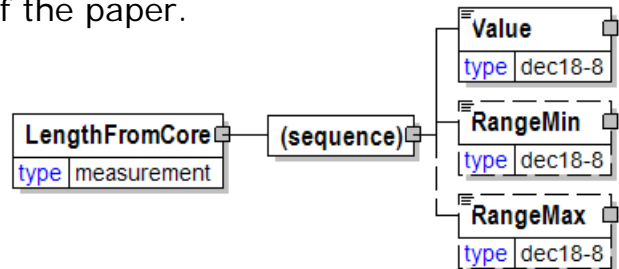 f the paper.
Value
type dec18-8
RangeMin
type dec18-8
LengthFromCore
type measurement
(sequence)
RangeMax
type dec18-8